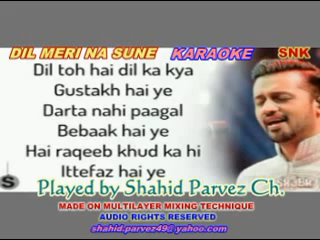 DIL MERI NA SUNE KARAOKE SNK
Dil toh hai dil ka kya
Gustakh hai ye
Darta nahi paagal
Bebaak hai ye
Hai raqeeb khud ka hi
Ittefaz hai ye
S
Played by Shahid Parvez Ch.
MADE ON MULTILAYER MIXING TECHNIQUE
AUDIO RIGHTS RESERVED
shahid.parvez49@yahoo.com